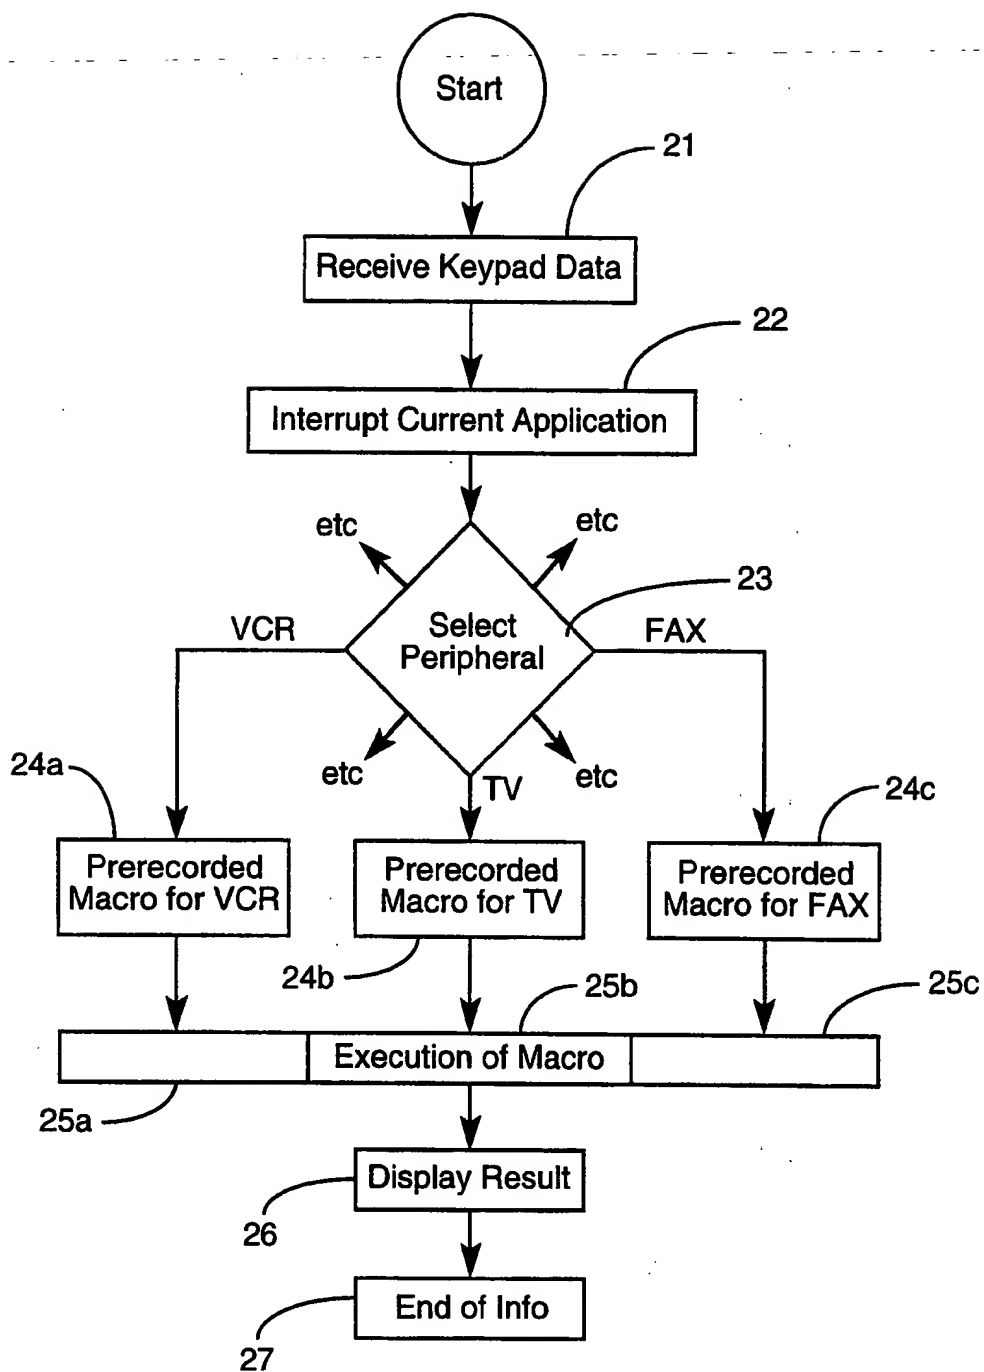 Start
21
Receive Keypad Data
22
Interrupt Current Application
etc
etc
23
VCR
Select
Peripheral
FAX
etc
etc
TV
24a
24c
Prerecorded
Macro for VCR
Prerecorded
Macro for TV
Prerecorded
Macro for FAX
24b
25b
25c
Execution of Macro
25a
Display Result
26
End of Info
27